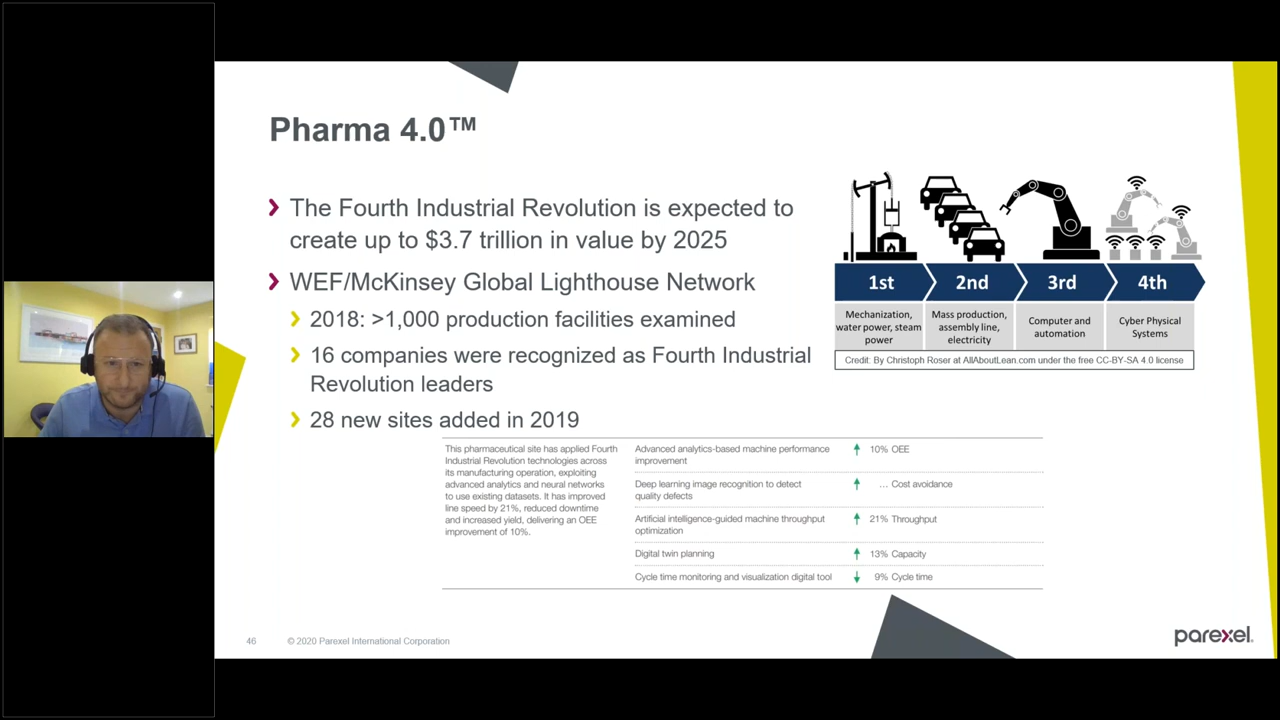 Pharma 4.0™
The Fourth Industrial Revolution is expected to
create up to $3.7 trillion in value by 2025
WEF/McKinsey Global Lighthouse Network
2018: >1,000 production facilities examined
16 companies were recognized as Fourth Industrial
Revolution leaders
28 new sites added in 2019
1st
2nd
3rd
4th
Mechanization,
water power, steam
power
Mass production,
assembly line,
electricity
Computer and
automation
Cyber Physical
Systems
Credit: By Christoph Roser at AllAboutLean.com under the free CC-BY-SA 4.0 license
This pharmaceutical site has applied Fourth
Industrial Revolution technologies across
its manufacturing operation, exploiting
advanced analytics and neural networks
to use existing datasets. It has improved
line speed by 21%, reduced downtime
and increased yield, delivering an OEE
improvement of 10%.
Advanced analytics-based machine performance
improvement
10% OEE
Deep learning image recognition to detect
quality defects
... Cost avoidance
Artificial intelligence-guided machine throughput
optimization
21% Throughput
Digital twin planning
13% Capacity
Cycle time monitoring and visualization digital tool
9% Cycle time
46
© 2020 Parexel International Corporation
parexel.